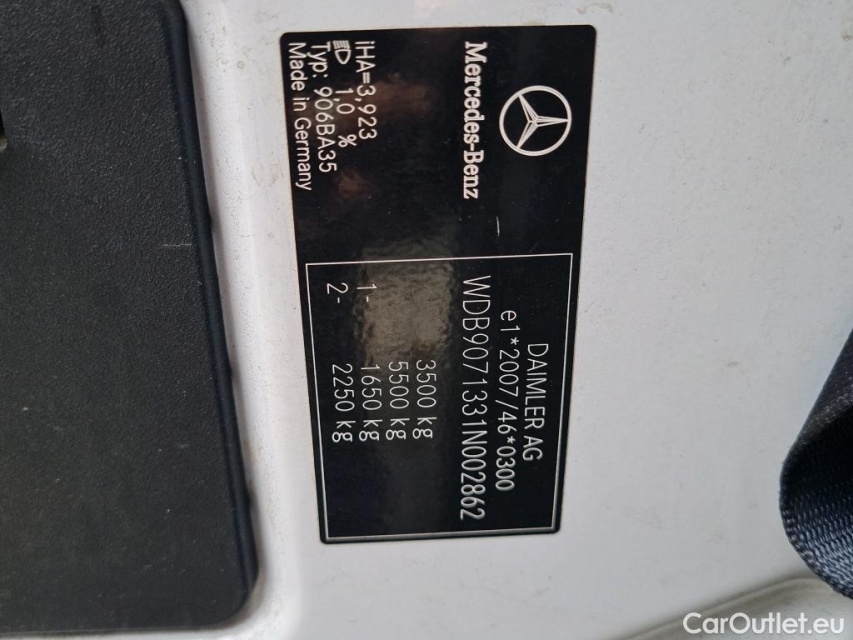 Mercedes-Benz
iHA=3,923
1,0 %
Typ: 906BA35
Made in Germany
DAIMLER AG
e1*2007/46*0300
WDB9071331N002862
3500 kg
5500 kg
1- 1650 kg
2- 2250 kg
CarOutlet.eu